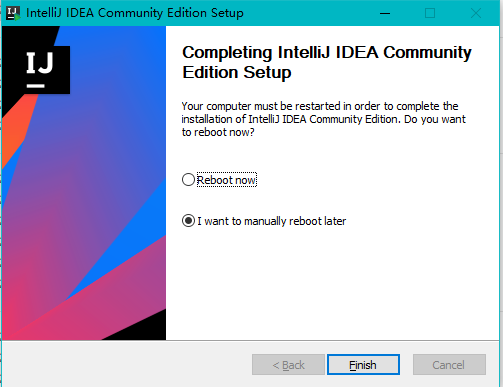 IntelliJ IDEA Community Edition Setup
IJ
Completing IntelliJ IDEA Community
Edition Setup
Your computer must be restarted in order to complete the
installation of IntelliJ IDEA Community Edition. Do you want
to reboot now?
Reboot now
I want to manually reboot later
< Back
Finish
Cancel